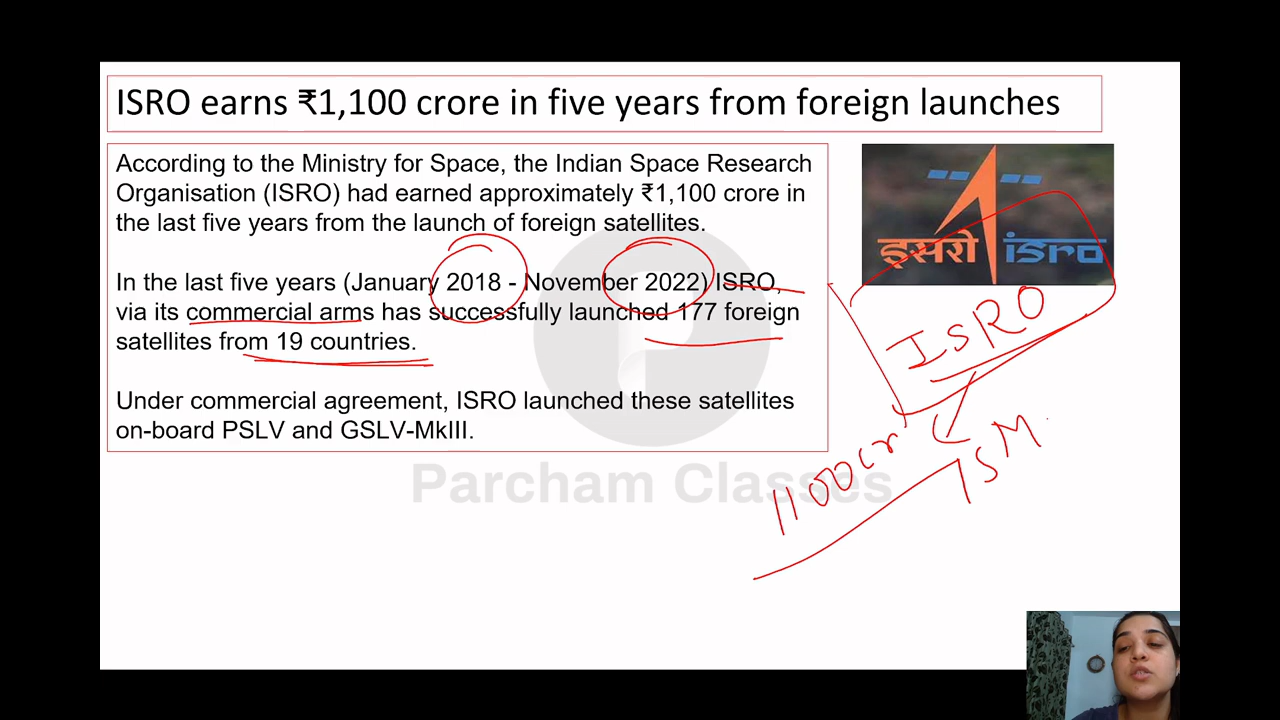 ISRO earns ₹1,100 crore in five years from foreign launches
According to the Ministry for Space, the Indian Space Research
Organisation (ISRO) had earned approximately ₹1,100 crore in
the last five years from the launch of foreign satellites.
In the last five years (January 2018 - November 2022) ISRO,
via its commercial arms has successfully launched 177 foreign
satellites from 19 countries.
Under commercial agreement, ISRO launched these satellites
on-board PSLV and GSLV-MkIII.
Parcham Classes
इसरो isro
ISRO
1100cr